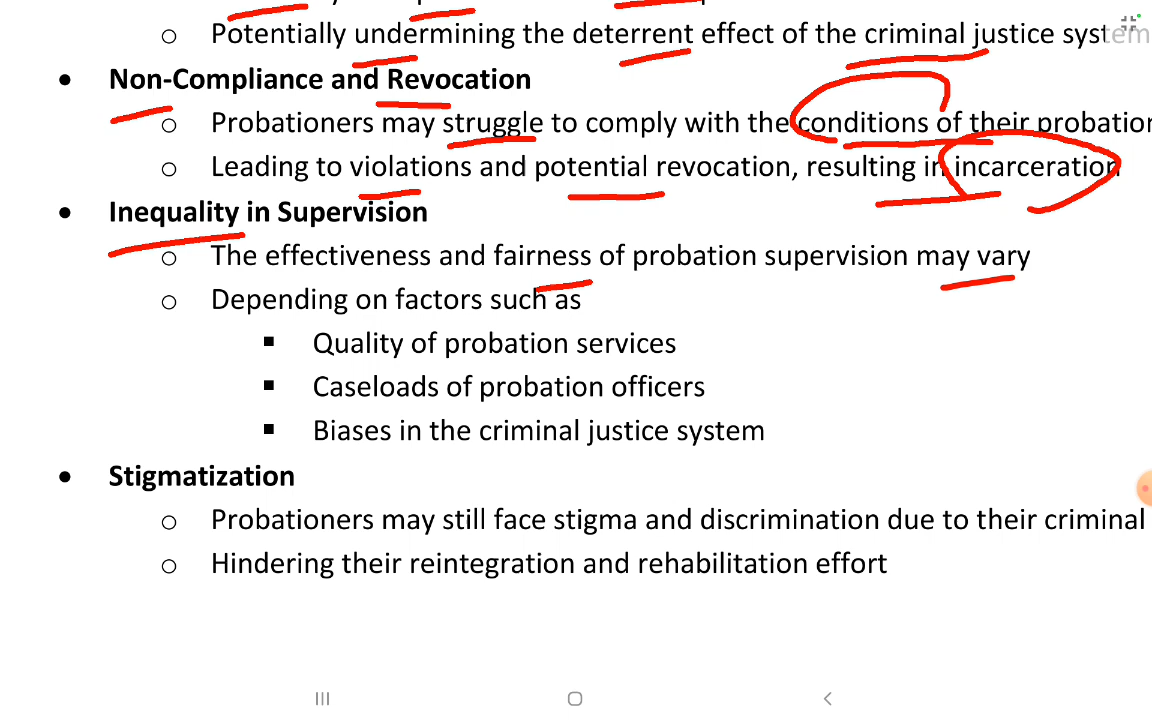 o Potentially undermining the deterrent effect of the criminal justice system
• Non-Compliance and Revocation
o Probationers may struggle to comply with the conditions of their probation
o Leading to violations and potential revocation, resulting in incarceration
• Inequality in Supervision
o The effectiveness and fairness of probation supervision may vary
o Depending on factors such as
▪ Quality of probation services
▪ Caseloads of probation officers
▪ Biases in the criminal justice system
• Stigmatization
o Probationers may still face stigma and discrimination due to their criminal
o Hindering their reintegration and rehabilitation effort